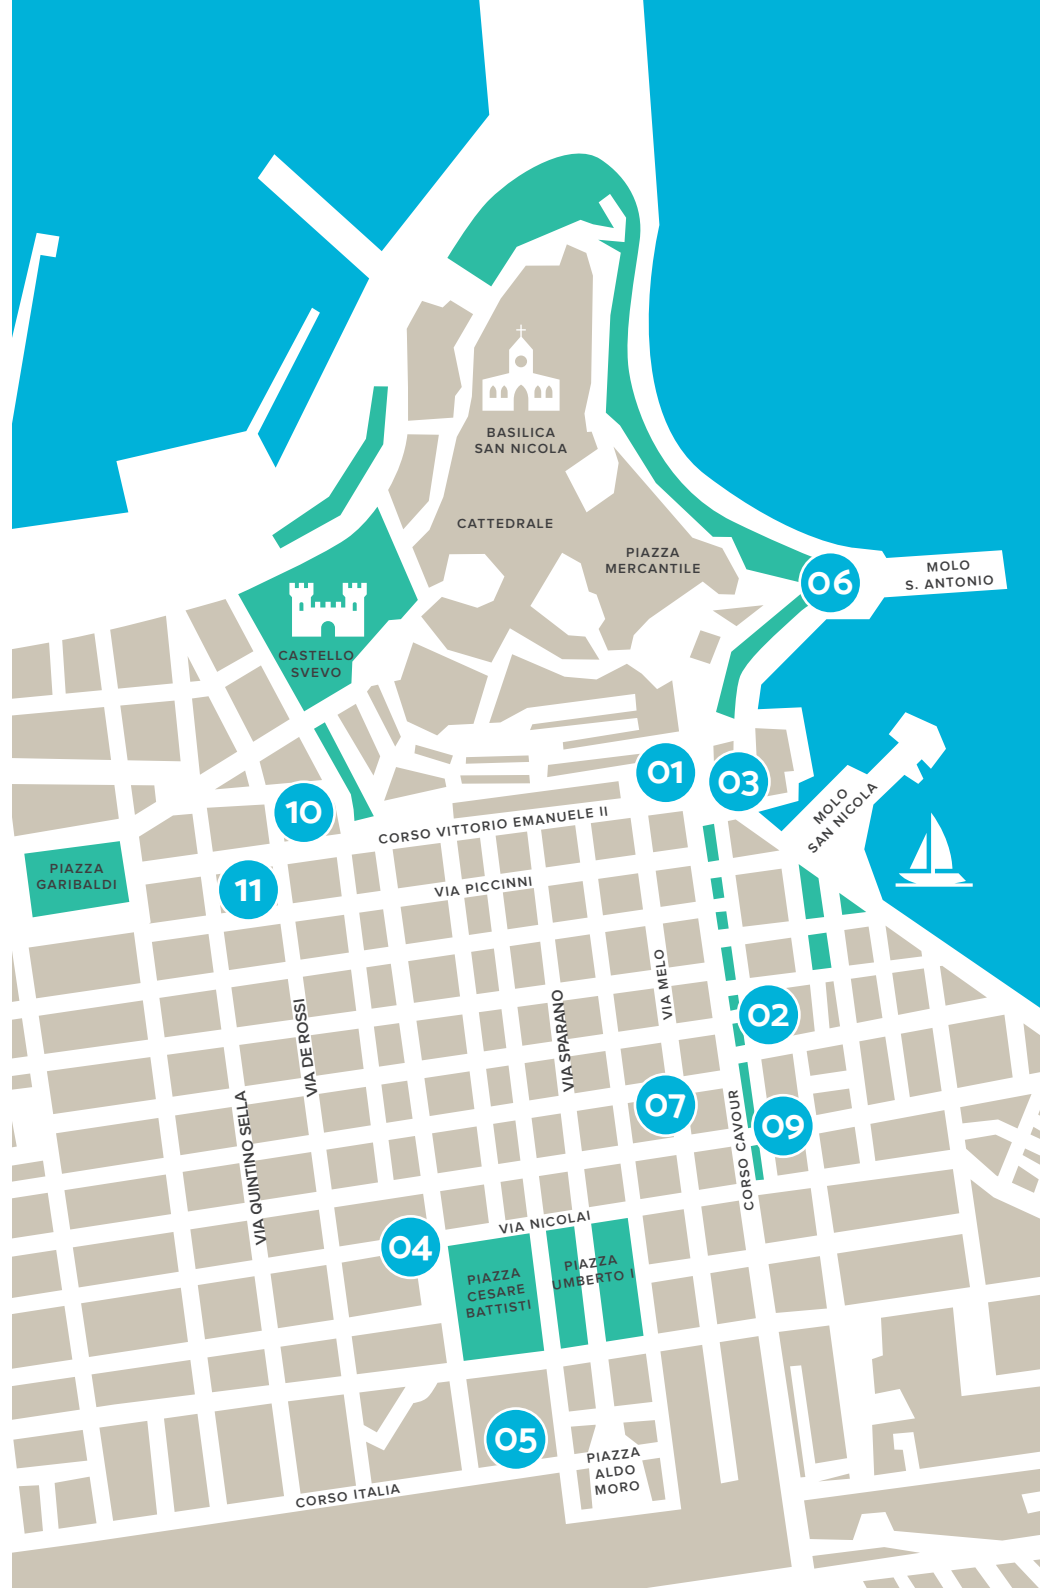 BASILICA
SAN NICOLA
CATTEDRALE
PIAZZA
MERCANTILE
06
MOLO
S. ANTONIO
CASTELLO
SVEVO
01
03
10
MOLO
SAN NICOLA
CORSO VITTORIO EMANUELE II
PIAZZA
GARIBALDI
11
VIA PICCINNI
VIA MELO
VIA SPARANO
VIA DE ROSSI
02
07
09
CORSO CAVOUR
VIA QUINTINO SELLA
VIA NICOLAI
04
PIAZZA
CESARE
BATTISTI
PIAZZA
UMBERTO I
05
PIAZZA
ALDO
MORO
CORSO ITALIA